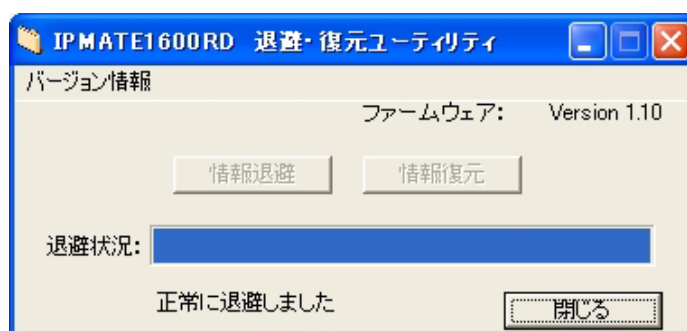 IPMATE1600RD 退避・復元ユーティリティ
バージョン情報
ファームウェア: Version 1.10
情報退避 情報復元
退避状況:
正常に退避しました 閉じる